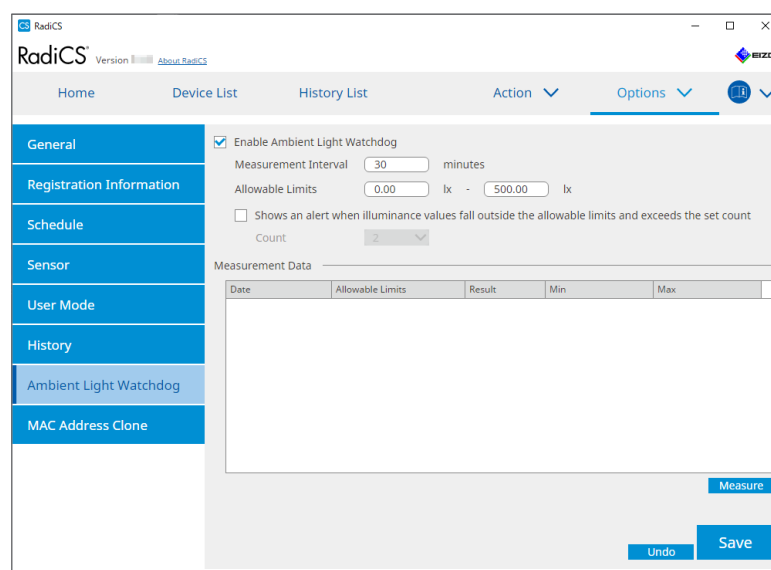 CS RadiCS
RadiCS® Version About RadiCS
EIZO
Home Device List History List Action Options
General
Registration Information
Schedule
Sensor
User Mode
History
Ambient Light Watchdog
MAC Address Clone
Enable Ambient Light Watchdog
Measurement Interval 30 minutes
Allowable Limits 0.00 lx - 500.00 lx
Shows an alert when illuminance values fall outside the allowable limits and exceeds the set count
Count 2
Measurement Data
Date Allowable Limits Result Min Max
Measure
Undo Save